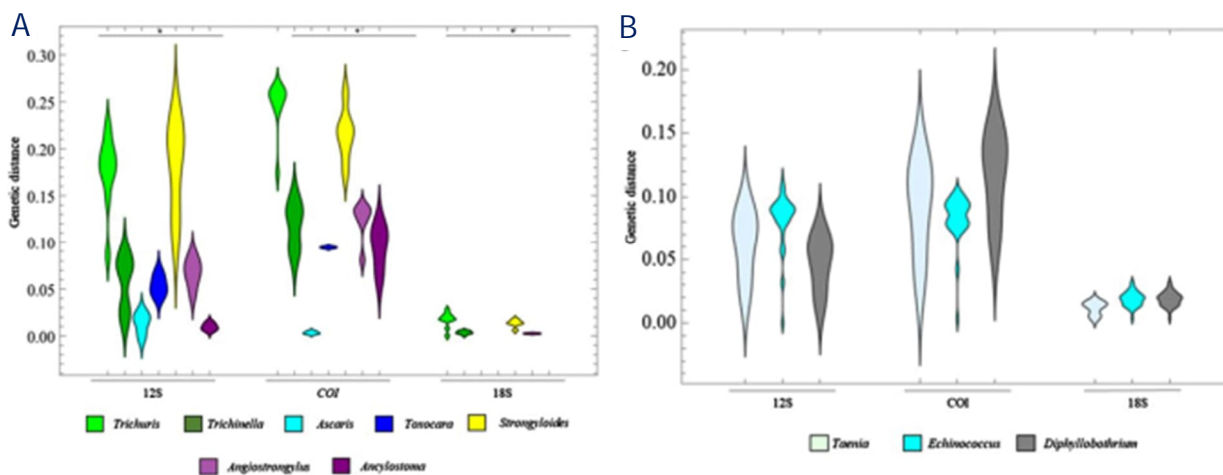 A
B
Genetic distance
0.30
0.25
0.20
0.15
0.10
0.05
0.00
12S
COI
18S
Trichuris
Trichinella
Ascaris
Toxocara
Strongyloides
Angiostrongylus
Ancylostoma
Genetic distance
0.20
0.15
0.10
0.05
0.00
12S
COI
18S
Taenia
Echinococcus
Diphyllobothrium